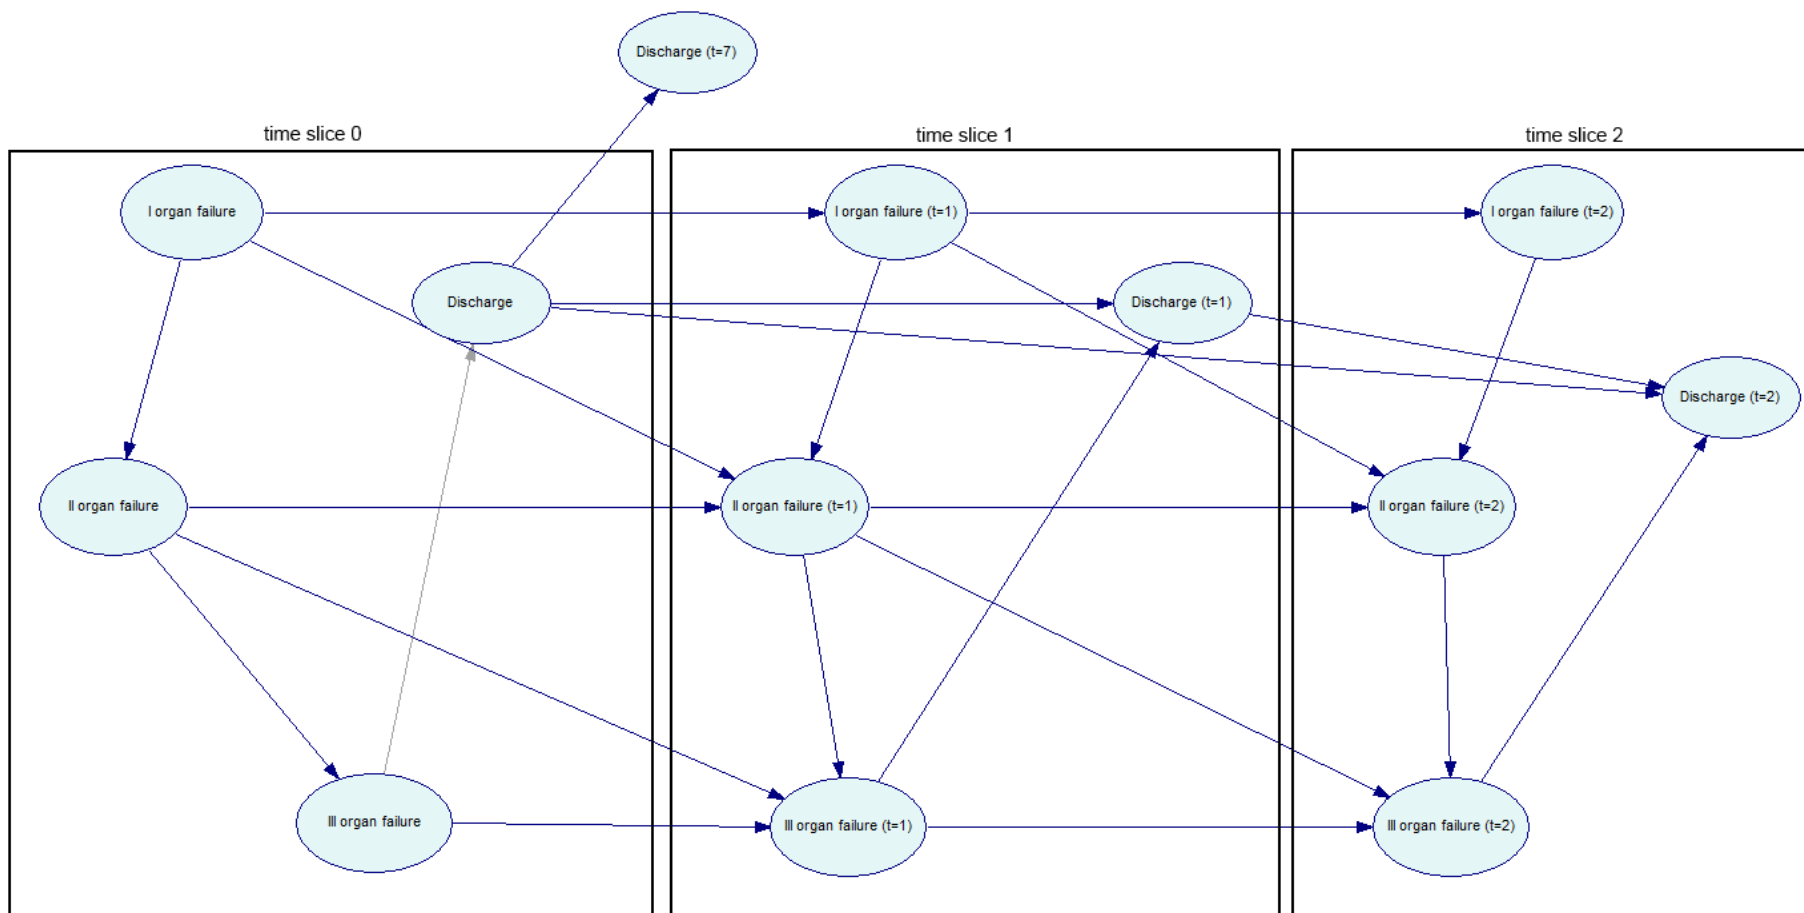 Discharge (t=7)
time slice 0
time slice 1
time slice 2
I organ failure
I organ failure (t=1)
I organ failure (t=2)
Discharge
Discharge (t=1)
Discharge (t=2)
II organ failure
II organ failure (t=1)
II organ failure (t=2)
III organ failure
III organ failure (t=1)
III organ failure (t=2)